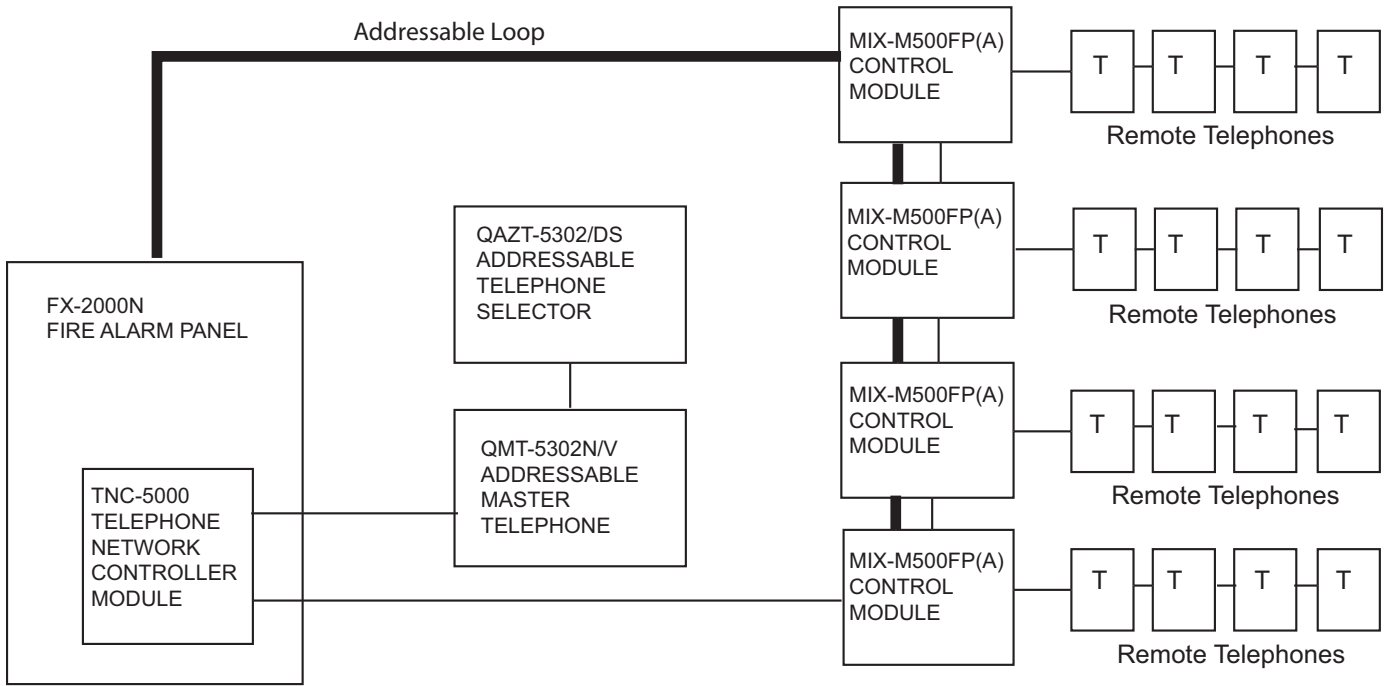 Addressable Loop
MIX-M500FP(A)
CONTROL
MODULE
T T T T
Remote Telephones
MIX-M500FP(A)
CONTROL
MODULE
T T T T
Remote Telephones
QAZT-5302/DS
ADDRESSABLE
TELEPHONE
SELECTOR
FX-2000N
FIRE ALARM PANEL
MIX-M500FP(A)
CONTROL
MODULE
T T T T
Remote Telephones
QMT-5302N/V
ADDRESSABLE
MASTER
TELEPHONE
TNC-5000
TELEPHONE
NETWORK
CONTROLLER
MODULE
MIX-M500FP(A)
CONTROL
MODULE
T T T T
Remote Telephones